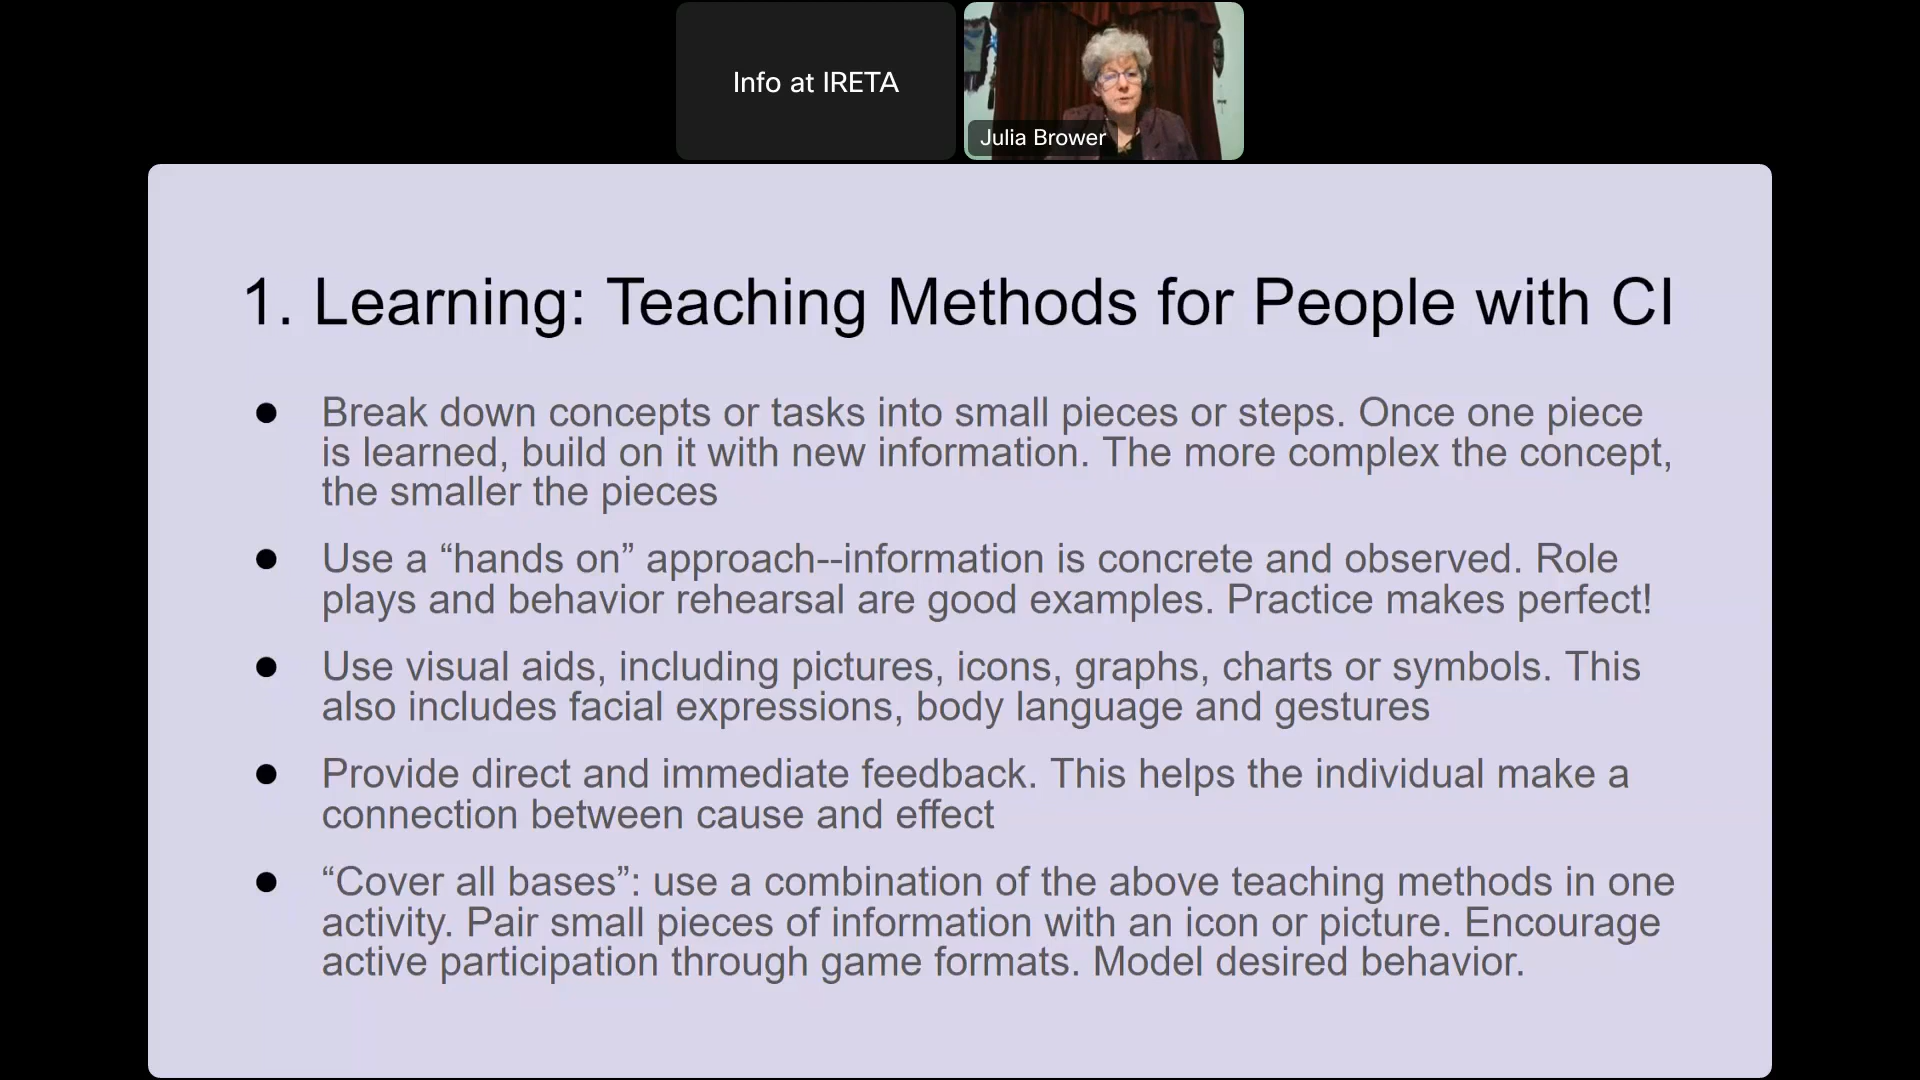 Info at IRETA
Julia Brower
1. Learning: Teaching Methods for People with CI
● Break down concepts or tasks into small pieces or steps. Once one piece
is learned, build on it with new information. The more complex the concept,
the smaller the pieces
● Use a “hands on” approach--information is concrete and observed. Role
plays and behavior rehearsal are good examples. Practice makes perfect!
● Use visual aids, including pictures, icons, graphs, charts or symbols. This
also includes facial expressions, body language and gestures
● Provide direct and immediate feedback. This helps the individual make a
connection between cause and effect
● “Cover all bases”: use a combination of the above teaching methods in one
activity. Pair small pieces of information with an icon or picture. Encourage
active participation through game formats. Model desired behavior.